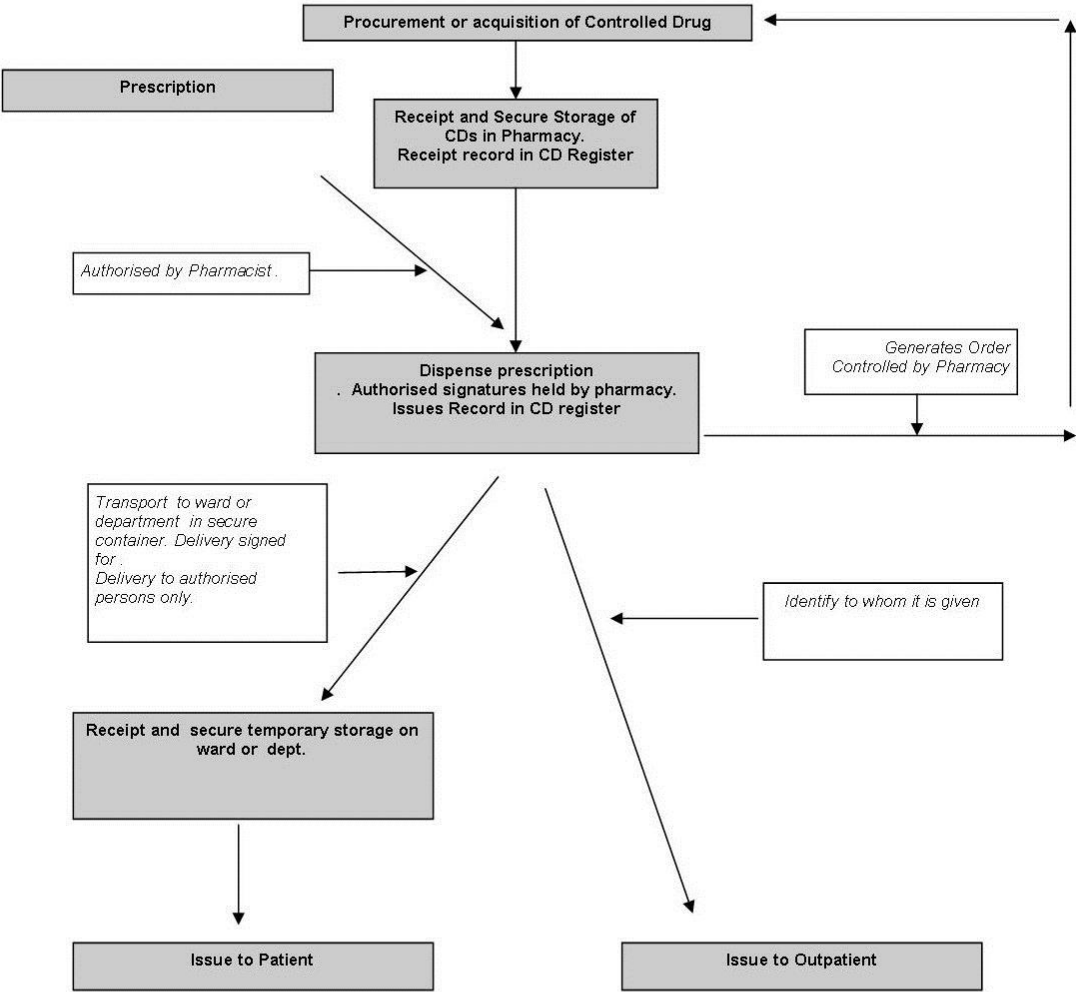 Procurement or acquisition of Controlled Drug
Prescription
Receipt and Secure Storage of
CDs in Pharmacy.
Receipt record in CD Register
Authorised by Pharmacist .
Generates Order
Controlled by Pharmacy
Dispense prescription
. Authorised signatures held by pharmacy.
Issues Record in CD register
Transport to ward or
department in secure
container. Delivery signed
for .
Delivery to authorised
persons only.
Identify to whom it is given
Receipt and secure temporary storage on
ward or dept.
Issue to Patient
Issue to Outpatient